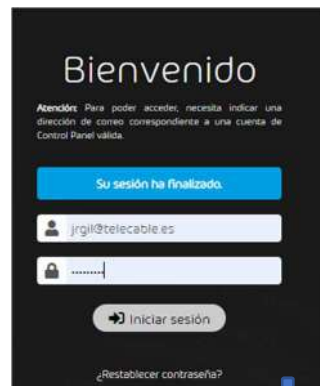 Bienvenido
Atención: Para poder acceder, necesita indicar una
dirección de correo correspondiente a una cuenta de
Control Panel válida.
Su sesión ha finalizado.
jrgil@telecable.es
.........
Iniciar sesión
¿Restablecer contraseña?